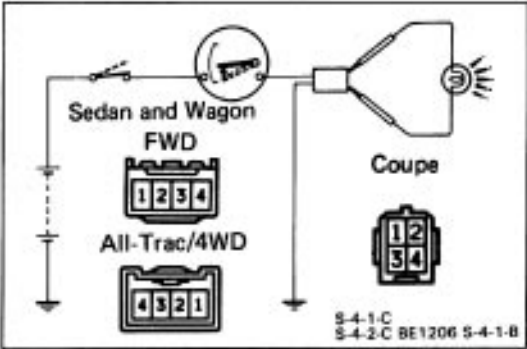 Sedan and Wagon
FWD
1 2 3 4
All-Trac/4WD
4 3 2 1
Coupe
1 2
3 4
S-4-1-C
S-4-2-C BE1206 S-4-1-B